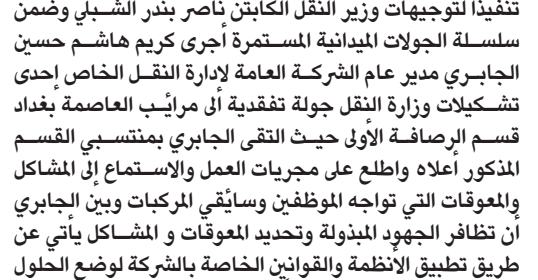 تنفيذا لتوجيهات وزير النقل الكابتن ناصر بندر الشبلي وضمن
سلسلة الجولات الميدانية المستمرة أجرى كريم هاشم حسين
الجابري مدير عام الشركة العامة لادارة النقل الخاص إحدى
تشكيلات وزارة النقل جولة تفقدية ألى مرائب العاصمة بغداد
قسم الرصافة الأولى حيث التقى الجابري بمنتسبي القسم
المذكور أعلاه واطلع على مجريات العمل والاستماع إلى المشاكل
والمعوقات التي تواجه الموظفين وسائقي المركبات وبين الجابري
أن تظافر الجهود المبذولة وتحديد المعوقات و المشاكل يأتي عن
طريق تطبيق الأنظمة والقوانين الخاصة بالشركة لوضع الحلول